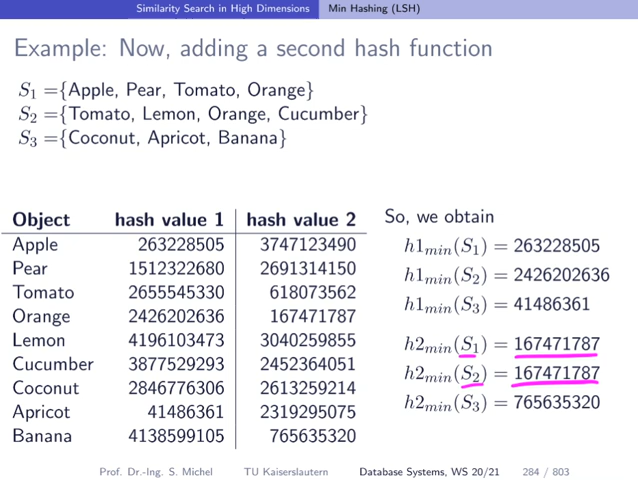 Similarity Search in High Dimensions Min Hashing (LSH)
Example: Now, adding a second hash function
S1 ={Apple, Pear, Tomato, Orange}
S2 ={Tomato, Lemon, Orange, Cucumber}
S3 ={Coconut, Apricot, Banana}
Object hash value 1 hash value 2
Apple 263228505 3747123490
Pear 1512322680 2691314150
Tomato 2655545330 618073562
Orange 2426202636 167471787
Lemon 4196103473 3040259855
Cucumber 3877529293 2452364051
Coconut 2846776306 2613259214
Apricot 41486361 2319295075
Banana 4138599105 765635320
So, we obtain
h1min(S1) = 263228505
h1min(S2) = 2426202636
h1min(S3) = 41486361
h2min(S1) = 167471787
h2min(S2) = 167471787
h2min(S3) = 765635320
Prof. Dr.-Ing. S. Michel TU Kaiserslautern Database Systems, WS 20/21 284 / 803